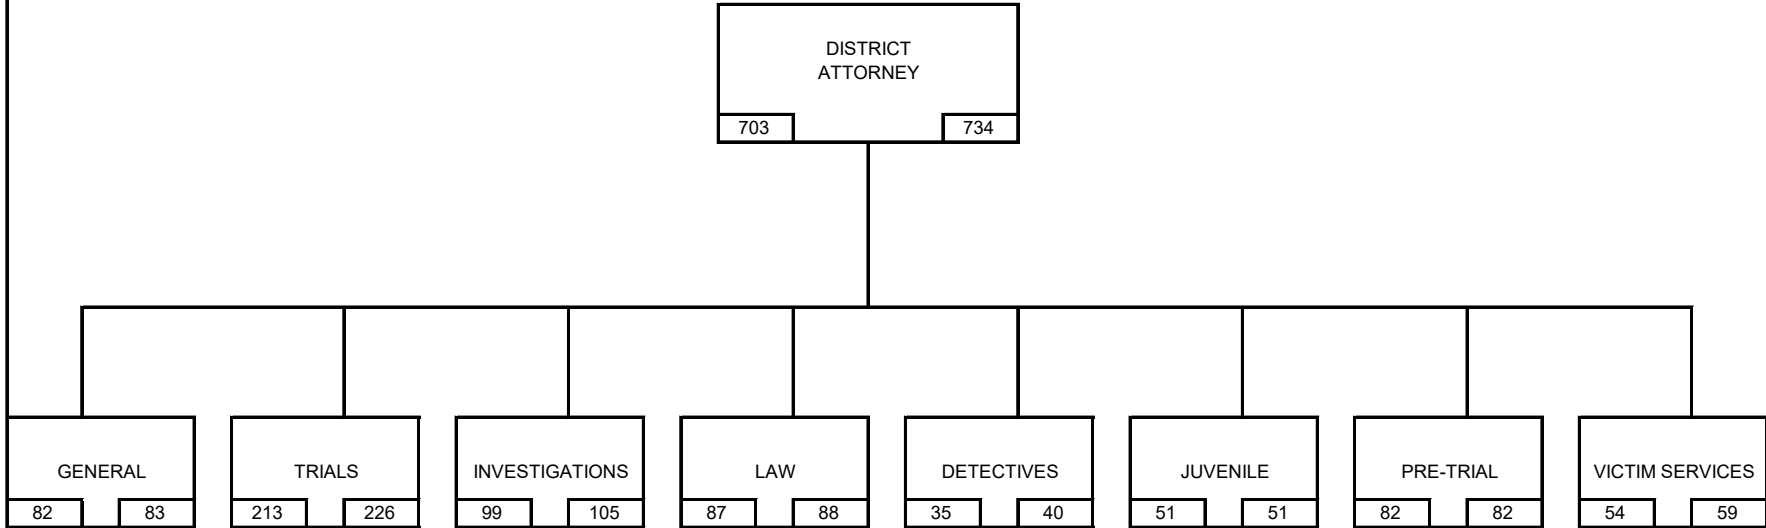 DISTRICT
ATTORNEY
703 734
GENERAL TRIALS INVESTIGATIONS LAW DETECTIVES JUVENILE PRE-TRIAL VICTIM SERVICES
82 83 213 226 99 105 87 88 35 40 51 51 82 82 54 59